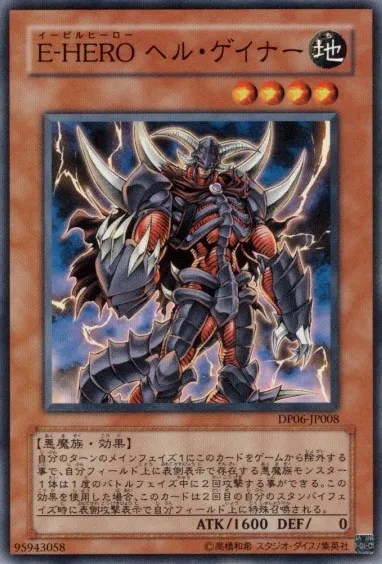 イービルヒーロー
E-HERO ヘル・ゲイナー
地
DP06-JP008
【悪魔族・効果】
自分のターンのメインフェイズ1にこのカードをゲームから除外する
事で、自分フィールド上に表側表示で存在する悪魔族モンスター
1体は1度のバトルフェイズ中に2回攻撃する事ができる。この
効果を使用した場合、このカードは2回目の自分のスタンバイフ
ェイズ時に表側攻撃表示で自分フィールド上に特殊召喚される。
ATK/1600 DEF/ 0
95943058
©高橋和希 スタジオ・ダイス/集英社